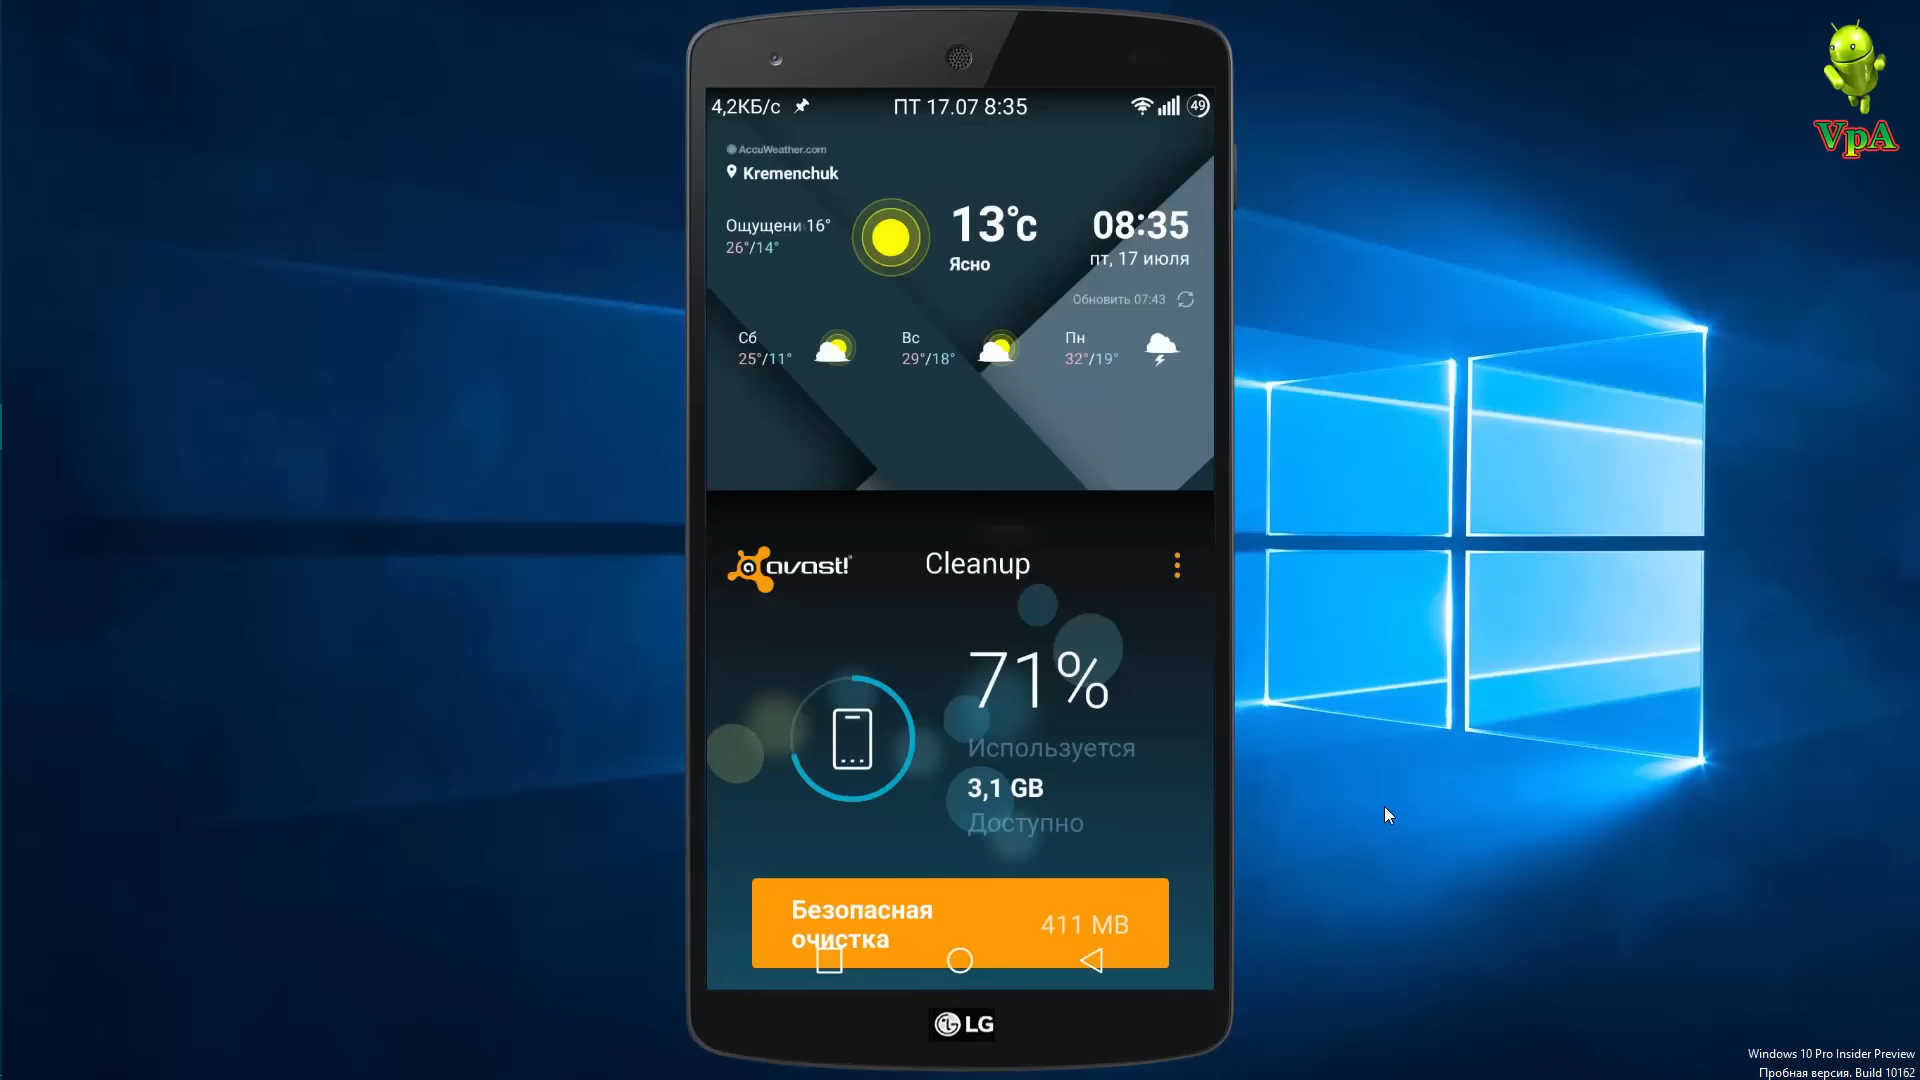 4,2КБ/с
ПТ 17.07 8:35
49
VpA
AccuWeather.com
Kremenchuk
Ощущени 16°
26°/14°
13°c
Ясно
08:35
пт, 17 июля
Обновить 07:43
Сб
25°/11°
Вс
29°/18°
Пн
32°/19°
avast!
Cleanup
71%
Используется
3,1 GB
Доступно
Безопасная
очистка
411 MB
LG
Windows 10 Pro Insider Preview
Пробная версия. Build 10162